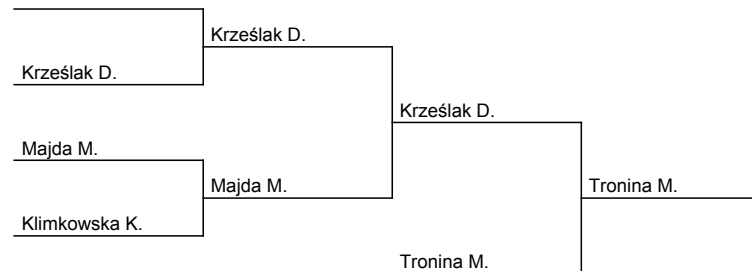 Krześlak D.
Krześlak D.
Krześlak D.
Majda M.
Majda M.
Tronina M.
Klimkowska K.
Tronina M.